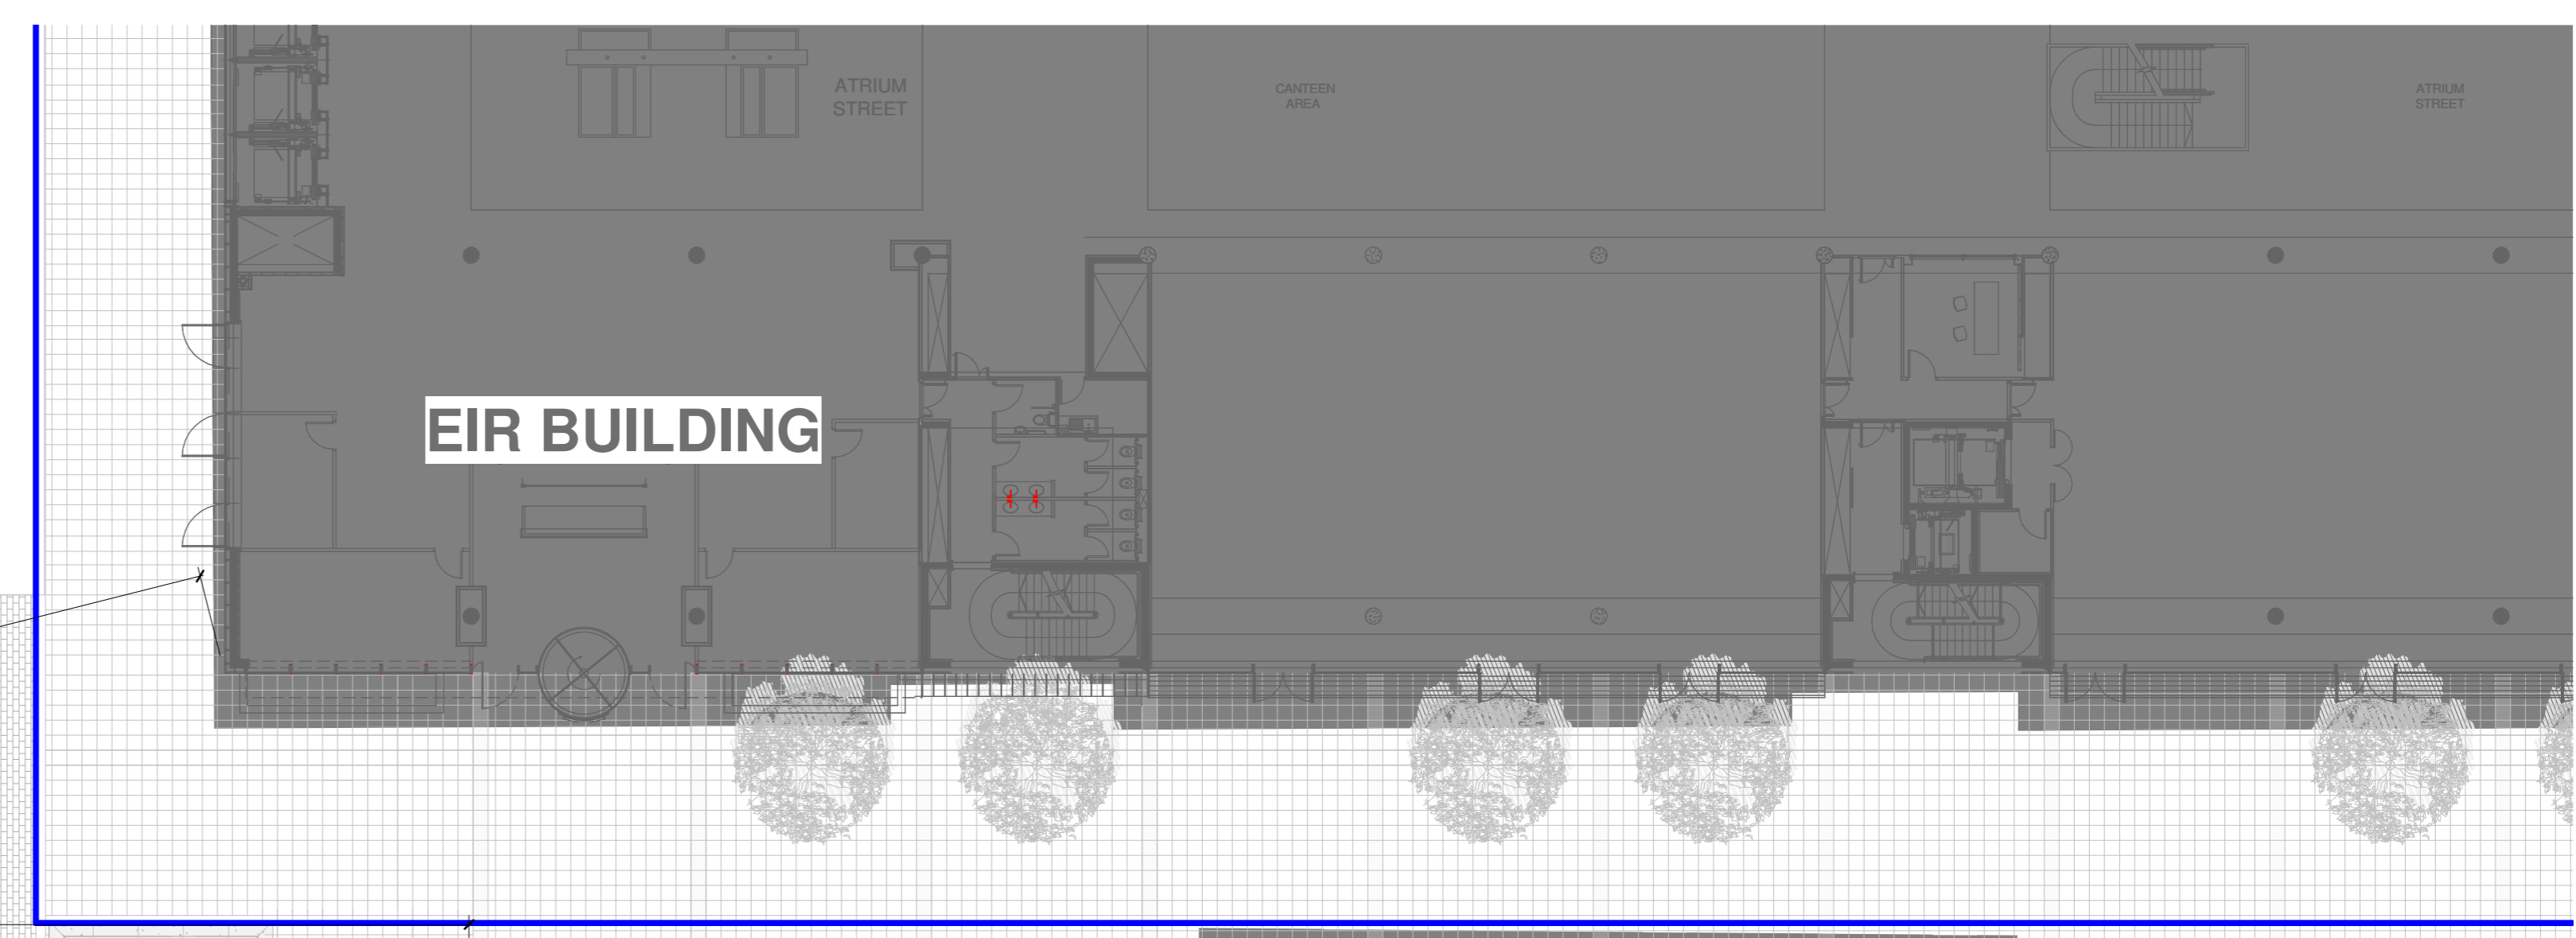 ATRIUM
STREET
CANTEEN
AREA
ATRIUM
STREET
EIR BUILDING